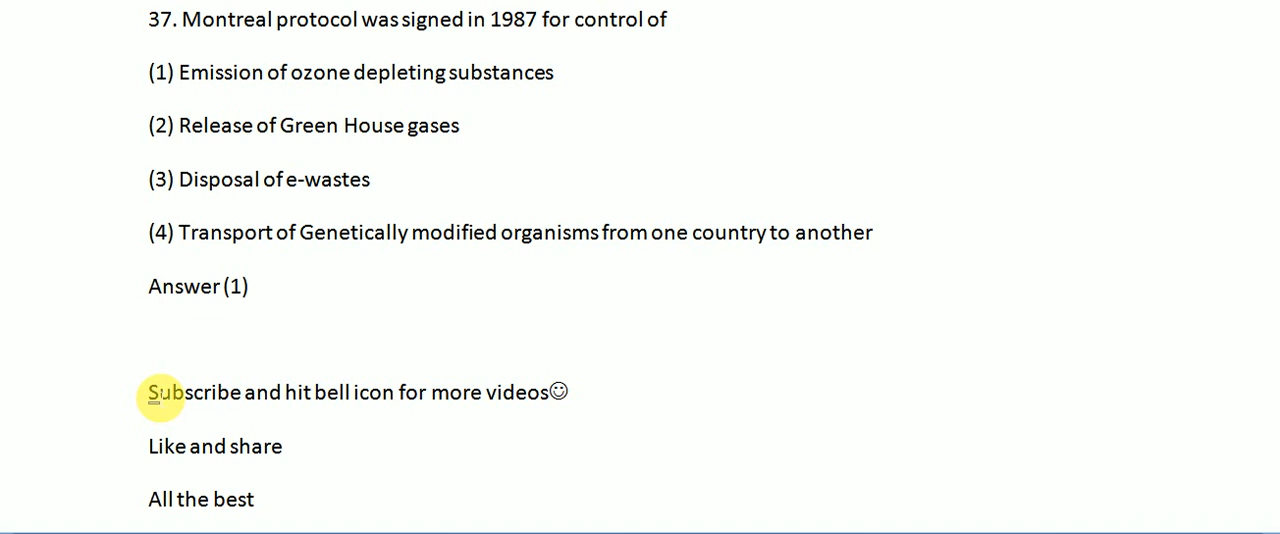 37. Montreal protocol was signed in 1987 for control of
(1) Emission of ozone depleting substances
(2) Release of Green House gases
(3) Disposal of e-wastes
(4) Transport of Genetically modified organisms from one country to another
Answer (1)
Subscribe and hit bell icon for more videos☺
Like and share
All the best